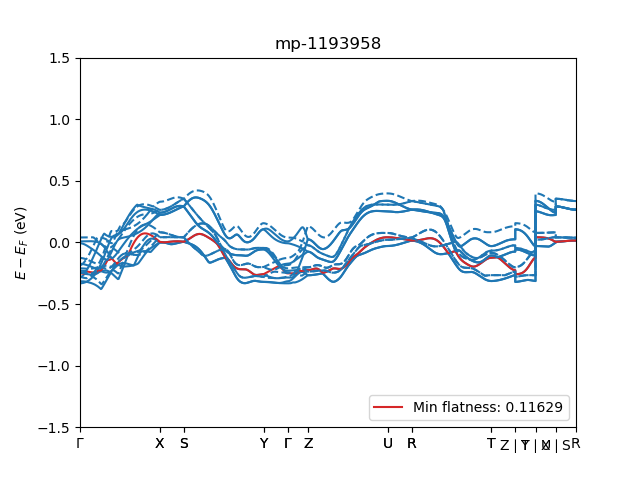 mp-1193958
1.5
1.0
0.5
0.0
−0.5
−1.0
−1.5
E − E_F (eV)
Min flatness: 0.11629
Γ X S Y Γ Z U R T Z | Y | | S R